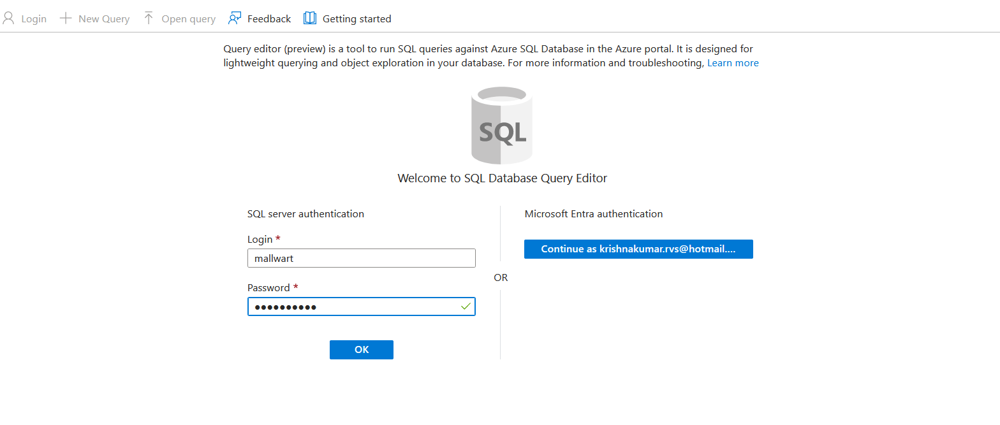 Login New Query Open query Feedback Getting started
Query editor (preview) is a tool to run SQL queries against Azure SQL Database in the Azure portal. It is designed for
lightweight querying and object exploration in your database. For more information and troubleshooting, Learn more
SQL
Welcome to SQL Database Query Editor
SQL server authentication
Login *
mallwart
Password *
●●●●●●●●●●
OK
OR
Microsoft Entra authentication
Continue as krishnakumar.rvs@hotmail....